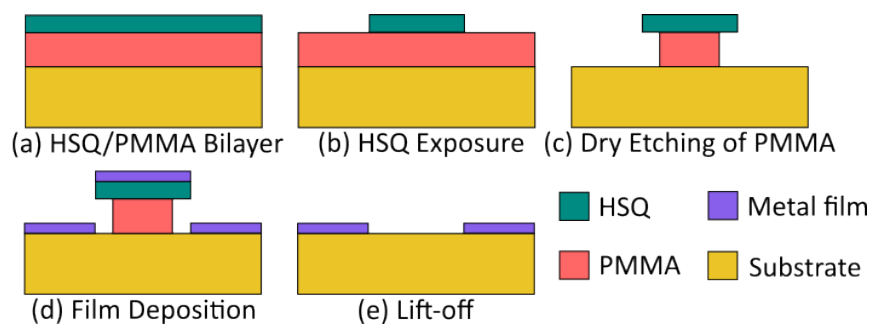 (a) HSQ/PMMA Bilayer
(b) HSQ Exposure
(c) Dry Etching of PMMA
(d) Film Deposition
(e) Lift-off
HSQ
Metal film
PMMA
Substrate